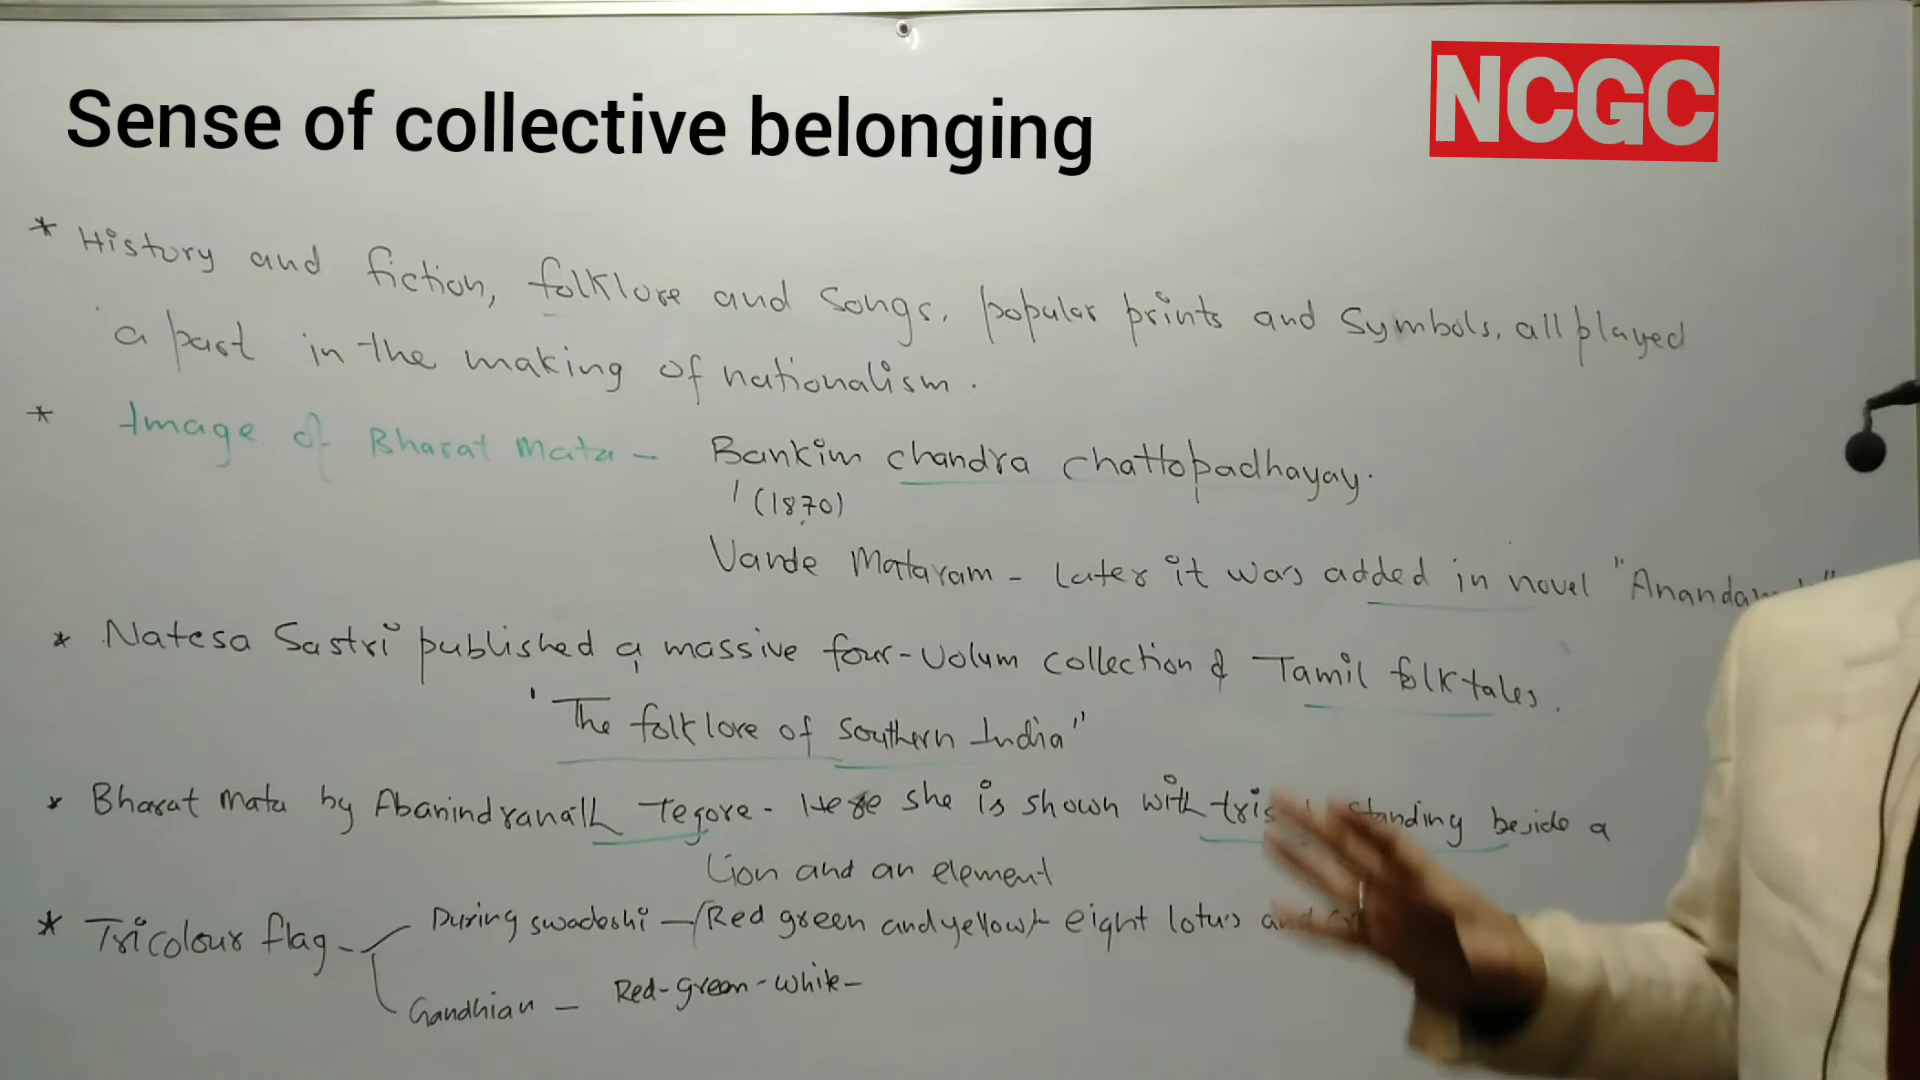 NCGC
Sense of collective belonging
* History and fiction, folklore and songs, popular prints and symbols, all played
a part in the making of nationalism.
* Image of Bharat Mata - Bankim chandra chattopadhayay.
(1870)
Vande Mataram - Later it was added in novel "Ananda
* Natesa Sastri published a massive four-volum collection of Tamil folktales.
"The folklore of southern India"
* Bharat mata by Abanindranath Tegore - Here she is shown with standing beside a
Lion and an element
* Tricolour flag - During swadeshi - (Red green and yellow) - eight lotus and
Gandhian - Red-green-white-